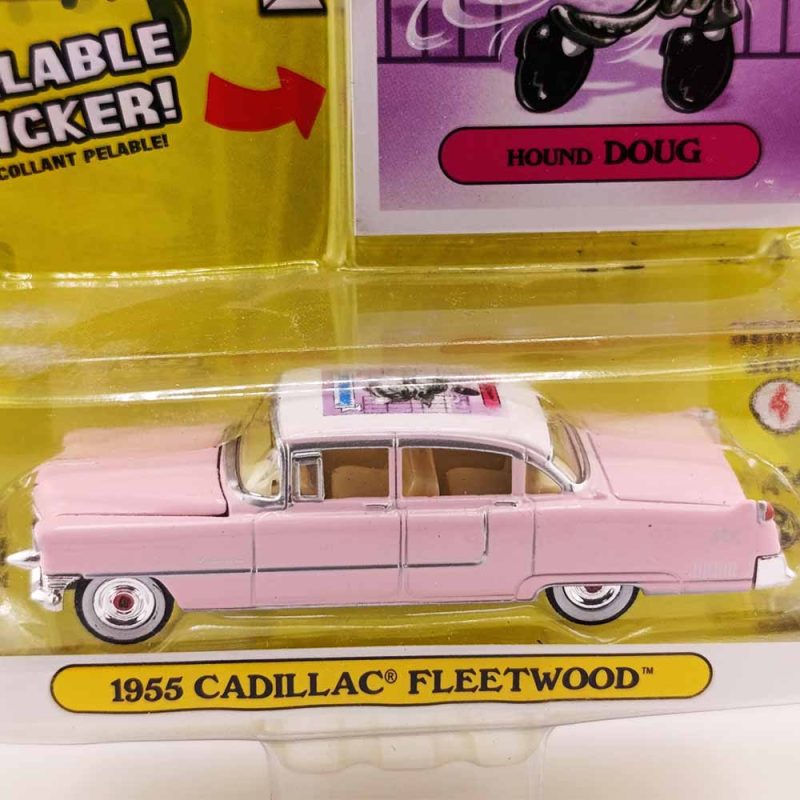 LABLE
ICKER!
COLLANT PELABLE!
HOUND DOUG
1955 CADILLAC® FLEETWOOD™